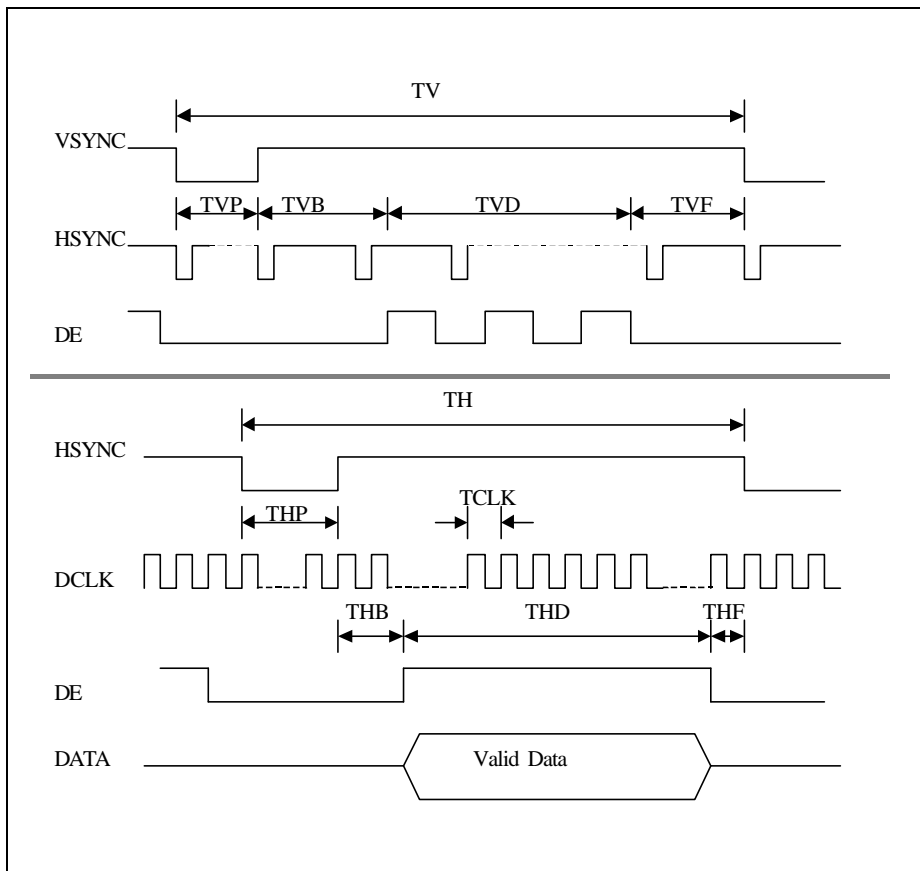 TV
VSYNC
TVP TVB TVD TVF
HSYNC
DE
TH
HSYNC
THP TCLK
DCLK
THB THD THF
DE
DATA Valid Data